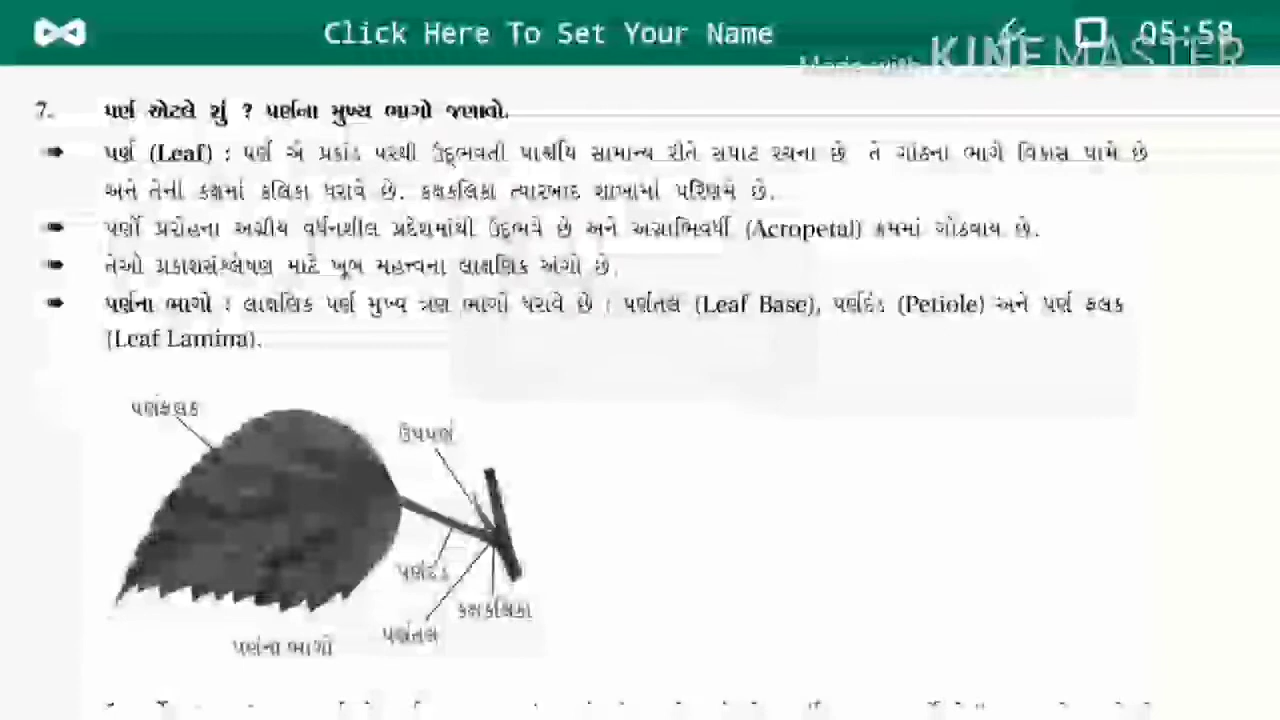 Click Here To Set Your Name
05:58
Made with KINEMASTER
7. પર્ણ એટલે શું ? પર્ણના મુખ્ય ભાગો જણાવો.
પર્ણ (Leaf) : પર્ણ એ પ્રકાંડ પરથી ઉદ્ભવતી પાર્શ્વીય સામાન્ય રીતે સપાટ રચના છે તે ગાંઠના ભાગે વિકાસ પામે છે
અને તેની કક્ષમાં કલિકા ધરાવે છે. કક્ષકલિકા ત્યારબાદ શાખામાં પરિણમે છે.
પર્ણો પ્રરોહના અગ્રીય વર્ધનશીલ પ્રદેશમાંથી ઉદ્ભવે છે અને અગ્રાભિવર્ધી (Acropetal) ક્રમમાં ગોઠવાય છે.
તેઓ પ્રકાશસંશ્લેષણ માટે ખૂબ મહત્ત્વના લાક્ષણિક અંગો છે.
પર્ણના ભાગો : લાક્ષણિક પર્ણ મુખ્ય ત્રણ ભાગો ધરાવે છે : પર્ણતલ (Leaf Base), પર્ણદંડ (Petiole) અને પર્ણ ફલક
(Leaf Lamina).
પર્ણફલક
ઉપપર્ણ
પર્ણદંડ
કક્ષકલિકા
પર્ણતલ
પર્ણના ભાગો